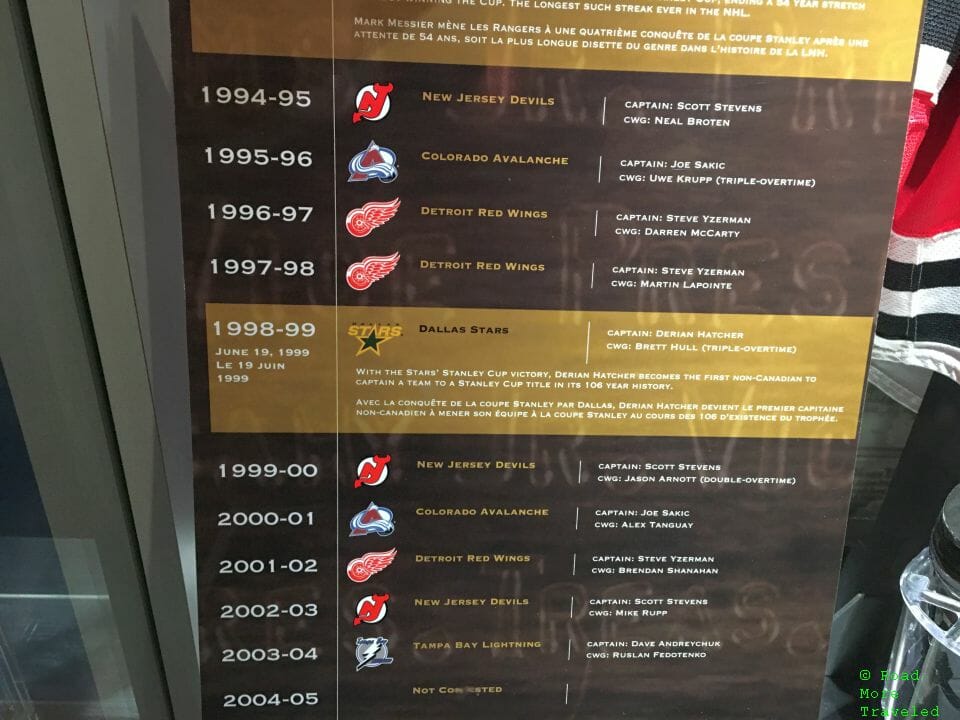 WINNING THE CUP. THE LONGEST SUCH STREAK EVER IN THE NHL.
MARK MESSIER MÈNE LES RANGERS À UNE QUATRIÈME CONQUÊTE DE LA COUPE STANLEY APRÈS UNE
ATTENTE DE 54 ANS, SOIT LA PLUS LONGUE DISETTE DU GENRE DANS L'HISTOIRE DE LA LNH.
1994-95
NEW JERSEY DEVILS
CAPTAIN: SCOTT STEVENS
CWG: NEAL BROTEN
1995-96
COLORADO AVALANCHE
CAPTAIN: JOE SAKIC
CWG: UWE KRUPP (TRIPLE-OVERTIME)
1996-97
DETROIT RED WINGS
CAPTAIN: STEVE YZERMAN
CWG: DARREN MCCARTY
1997-98
DETROIT RED WINGS
CAPTAIN: STEVE YZERMAN
CWG: MARTIN LAPOINTE
1998-99
JUNE 19, 1999
LE 19 JUIN
1999
STARS
DALLAS STARS
CAPTAIN: DERIAN HATCHER
CWG: BRETT HULL (TRIPLE-OVERTIME)
WITH THE STARS' STANLEY CUP VICTORY, DERIAN HATCHER BECOMES THE FIRST NON-CANADIAN TO
CAPTAIN A TEAM TO A STANLEY CUP TITLE IN ITS 106 YEAR HISTORY.
AVEC LA CONQUÊTE DE LA COUPE STANLEY PAR DALLAS, DERIAN HATCHER DEVIENT LE PREMIER CAPITAINE
NON-CANADIEN À MENER SON ÉQUIPE À LA COUPE STANLEY AU COURS DES 106 D'EXISTENCE DU TROPHÉE.
1999-00
NEW JERSEY DEVILS
CAPTAIN: SCOTT STEVENS
CWG: JASON ARNOTT (DOUBLE-OVERTIME)
2000-01
COLORADO AVALANCHE
CAPTAIN: JOE SAKIC
CWG: ALEX TANGUAY
2001-02
DETROIT RED WINGS
CAPTAIN: STEVE YZERMAN
CWG: BRENDAN SHANAHAN
2002-03
NEW JERSEY DEVILS
CAPTAIN: SCOTT STEVENS
CWG: MIKE RUPP
2003-04
TAMPA BAY LIGHTNING
CAPTAIN: DAVE ANDREYCHUK
CWG: RUSLAN FEDOTENKO
2004-05
NOT CONTESTED
© Road
More
Traveled